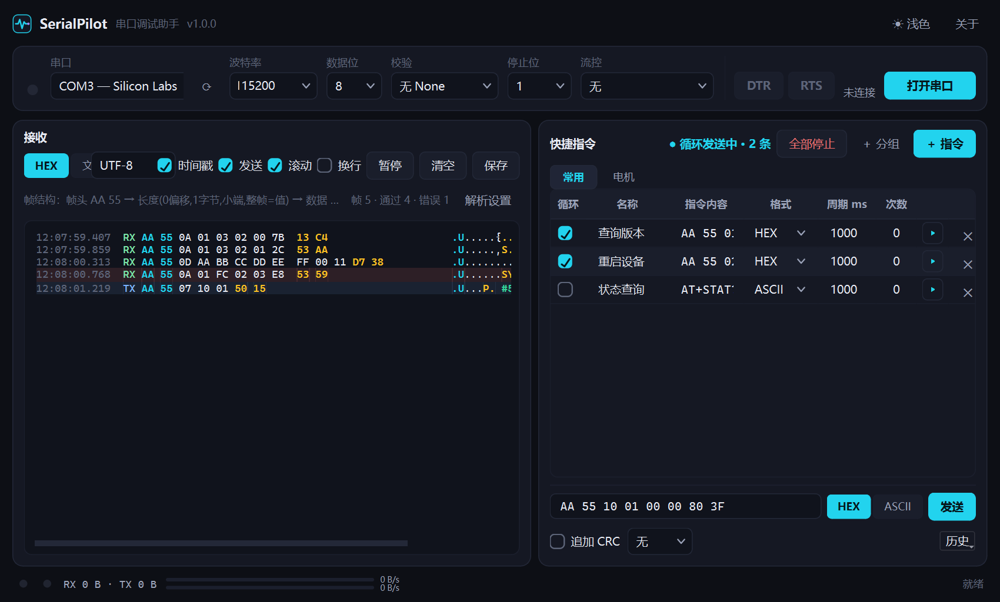 SerialPilot 串口调试助手 v1.0.0 ☀ 浅色 关于
串口 波特率 数据位 校验 停止位 流控
COM3 — Silicon Labs ⟳ 115200 8 无 None 1 无 DTR RTS 未连接 打开串口
接收
HEX 文 UTF-8 时间戳 发送 滚动 换行 暂停 清空 保存
帧结构: 帧头 AA 55 → 长度(0偏移,1字节,小端,整帧=值) → 数据 ... 帧 5 · 通过 4 · 错误 1 解析设置
12:07:59.407 RX AA 55 0A 01 03 02 00 7B 13 C4 .U.....{..
12:07:59.859 RX AA 55 0A 01 03 02 01 2C 53 AA .U.....,S.
12:08:00.313 RX AA 55 0D AA BB CC DD EE FF 00 11 D7 38 .U........
12:08:00.768 RX AA 55 0A 01 FC 02 03 E8 53 59 .U......SY
12:08:01.219 TX AA 55 07 10 01 50 15 .U...P.
快捷指令 ● 循环发送中 · 2 条 全部停止 + 分组 + 指令
常用 电机
循环 名称 指令内容 格式 周期 ms 次数
查询版本 AA 55 01 HEX 1000 0
重启设备 AA 55 HEX 1000 0
状态查询 AT+STAT HEX ASCII 1000 0
AA 55 10 01 00 00 80 3F HEX ASCII 发送
追加 CRC 无 历史
RX 0 B · TX 0 B 0 B/s
0 B/s
就绪